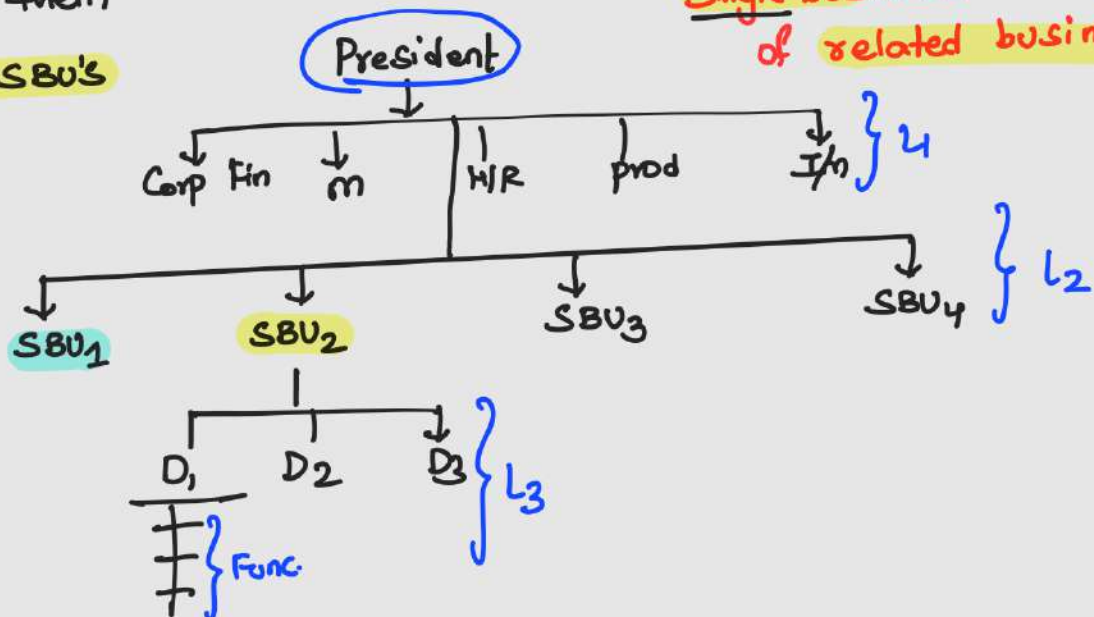 of related busin
SBU's
President
Corp Fin m H/R prod I/n L1
SBU1 SBU2 SBU3 SBU4 L2
D1 D2 D3 L3
Func.